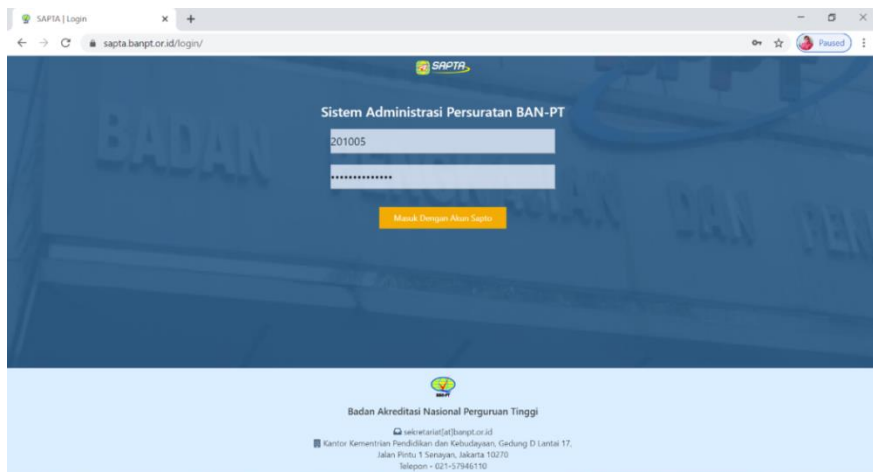 SAPTA | Login
sapta.banpt.or.id/login/
Paused
SAPTA
Sistem Administrasi Persuratan BAN-PT
201005
••••••••••••••
Masuk Dengan Akun Sapto
BADAN
DAN
BAN-PT
Badan Akreditasi Nasional Perguruan Tinggi
sekretariat[at]banpt.or.id
Kantor Kementrian Pendidikan dan Kebudayaan, Gedung D Lantai 17,
Jalan Pintu 1 Senayan, Jakarta 10270
Telepon - 021-57946110